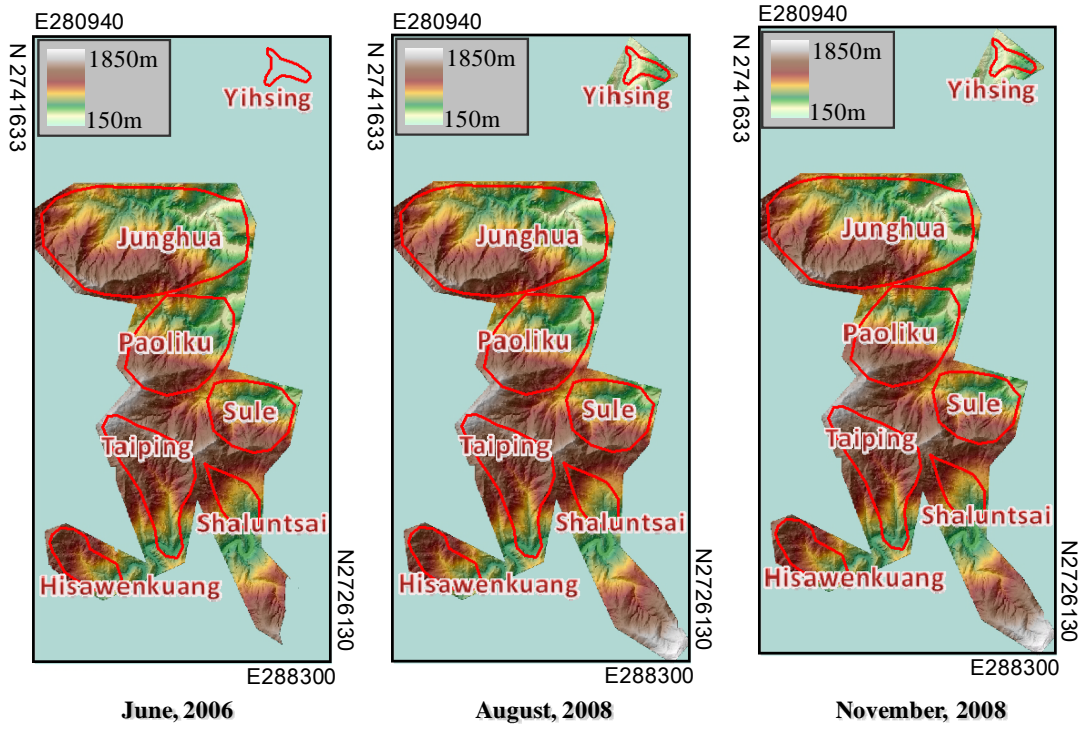 E280940
N 2741633
1850m
150m
Yihsing
Junghua
Paoliku
Sule
Taiping
Shaluntsai
Hisawenkuang
N2726130
E288300
June, 2006
E280940
N 2741633
1850m
150m
Yihsing
Junghua
Paoliku
Sule
Taiping
Shaluntsai
Hisawenkuang
N2726130
E288300
August, 2008
E280940
N 2741633
1850m
150m
Yihsing
Junghua
Paoliku
Sule
Taiping
Shaluntsai
Hisawenkuang
N2726130
E288300
November, 2008